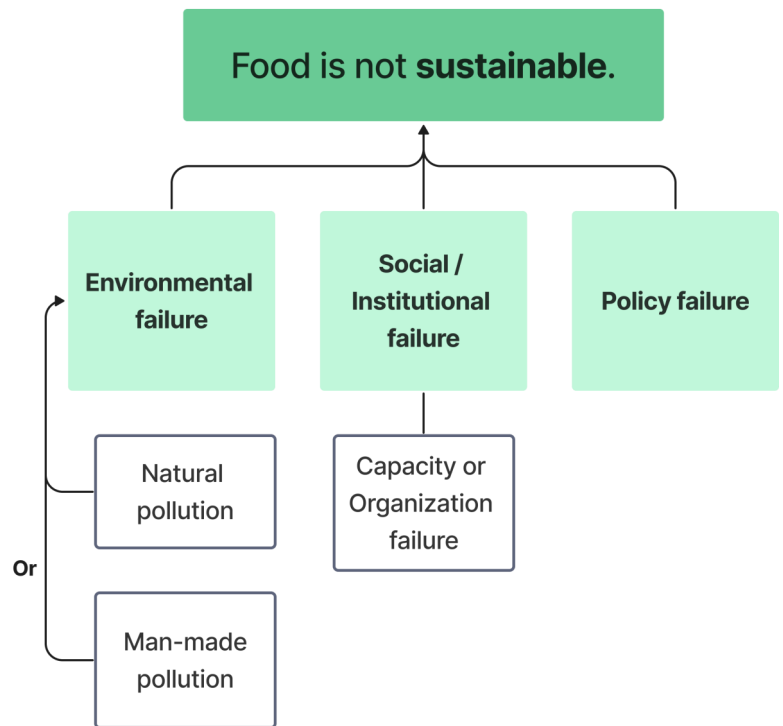 Food is not sustainable.
Environmental
failure
Social /
Institutional
failure
Policy failure
Natural
pollution
Capacity or
Organization
failure
Or
Man-made
pollution